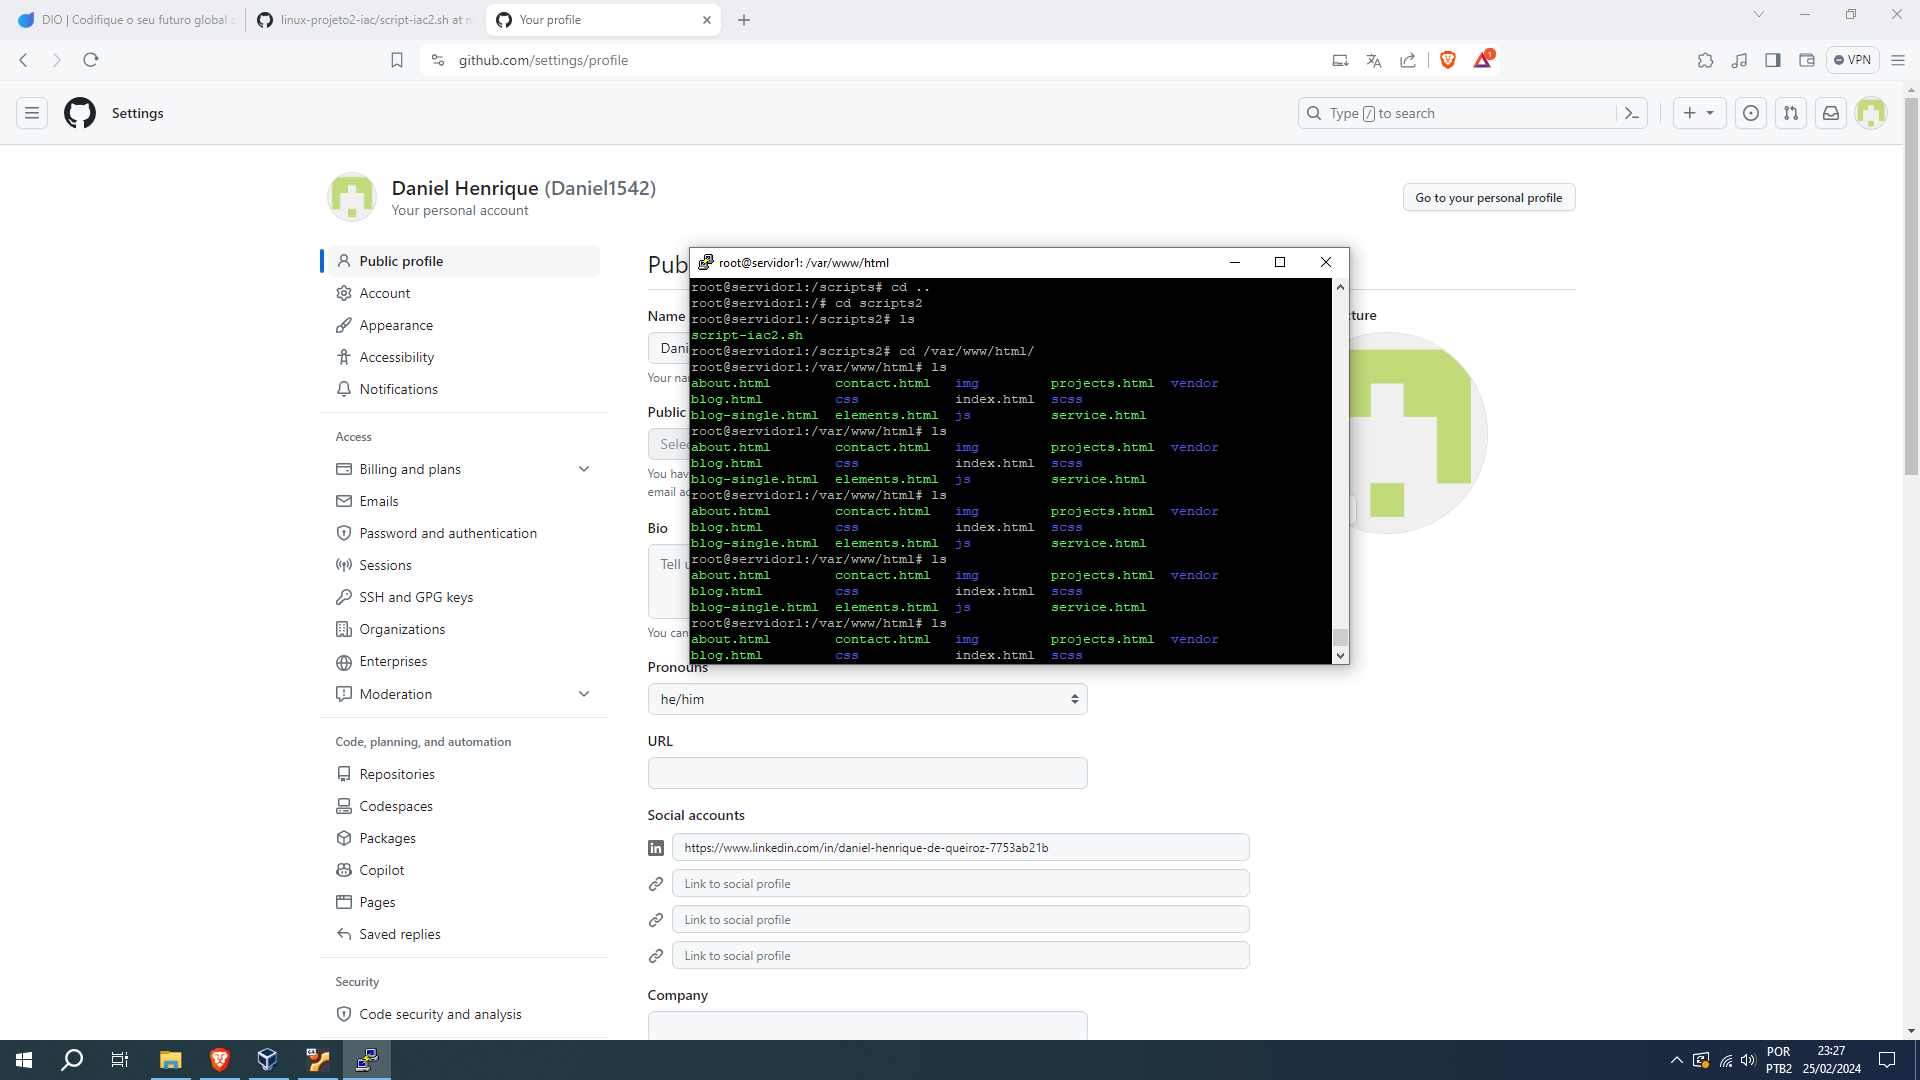 DIO | Codifique o seu futuro global a
linux-projeto2-iac/script-iac2.sh at m
Your profile
github.com/settings/profile
1
VPN
Settings
Type / to search
Daniel Henrique (Daniel1542)
Your personal account
Go to your personal profile
Public profile
Account
Appearance
Accessibility
Notifications
Access
Billing and plans
Emails
Password and authentication
Sessions
SSH and GPG keys
Organizations
Enterprises
Moderation
Code, planning, and automation
Repositories
Codespaces
Packages
Copilot
Pages
Saved replies
Security
Code security and analysis
Pub
Name
Dani
Your na
Public
Selec
You hav
email ad
Bio
Tell u
You can
root@servidor1: /var/www/html
root@servidor1:/scripts# cd ..
root@servidor1:/# cd scripts2
root@servidor1:/scripts2# ls
script-iac2.sh
root@servidor1:/scripts2# cd /var/www/html/
root@servidor1:/var/www/html# ls
about.html contact.html img projects.html vendor
blog.html css index.html scss
blog-single.html elements.html js service.html
root@servidor1:/var/www/html# ls
about.html contact.html img projects.html vendor
blog.html css index.html scss
blog-single.html elements.html js service.html
root@servidor1:/var/www/html# ls
about.html contact.html img projects.html vendor
blog.html css index.html scss
blog-single.html elements.html js service.html
root@servidor1:/var/www/html# ls
about.html contact.html img projects.html vendor
blog.html css index.html scss
blog-single.html elements.html js service.html
root@servidor1:/var/www/html# ls
about.html contact.html img projects.html vendor
blog.html css index.html scss
cture
Pronouns
he/him
URL
Social accounts
https://www.linkedin.com/in/daniel-henrique-de-queiroz-7753ab21b
Link to social profile
Link to social profile
Link to social profile
Company
POR
PTB2
23:27
25/02/2024